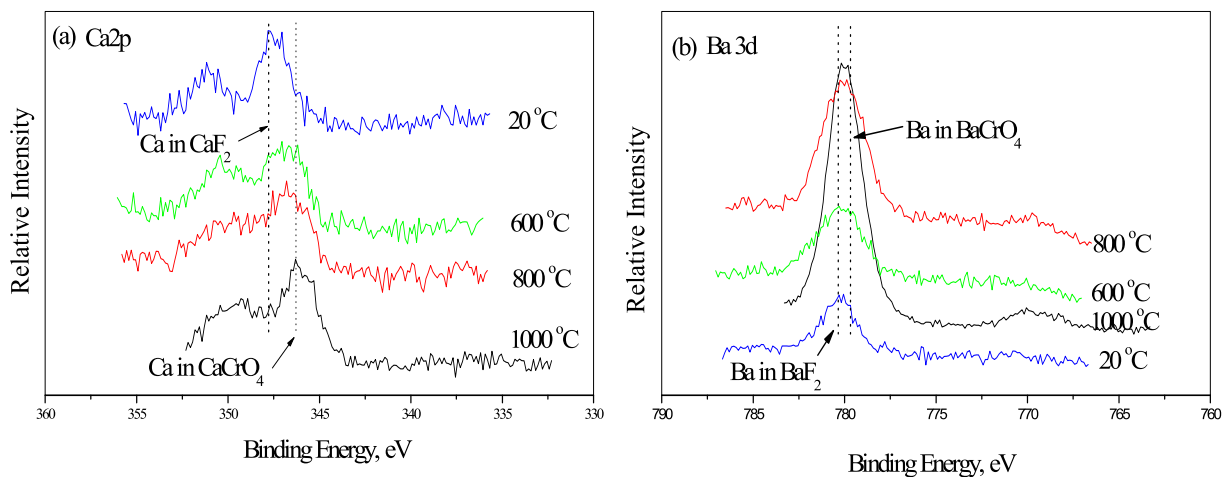 (a) Ca2p
20 °C
Ca in CaF2
600 °C
800 °C
1000 °C
Ca in CaCrO4
Relative Intensity
360 355 350 345 340 335 330
Binding Energy, eV
(b) Ba 3d
Ba in BaCrO4
800 °C
600 °C
1000 °C
Ba in BaF2
20 °C
Relative Intensity
790 785 780 775 770 765 760
Binding Energy, eV